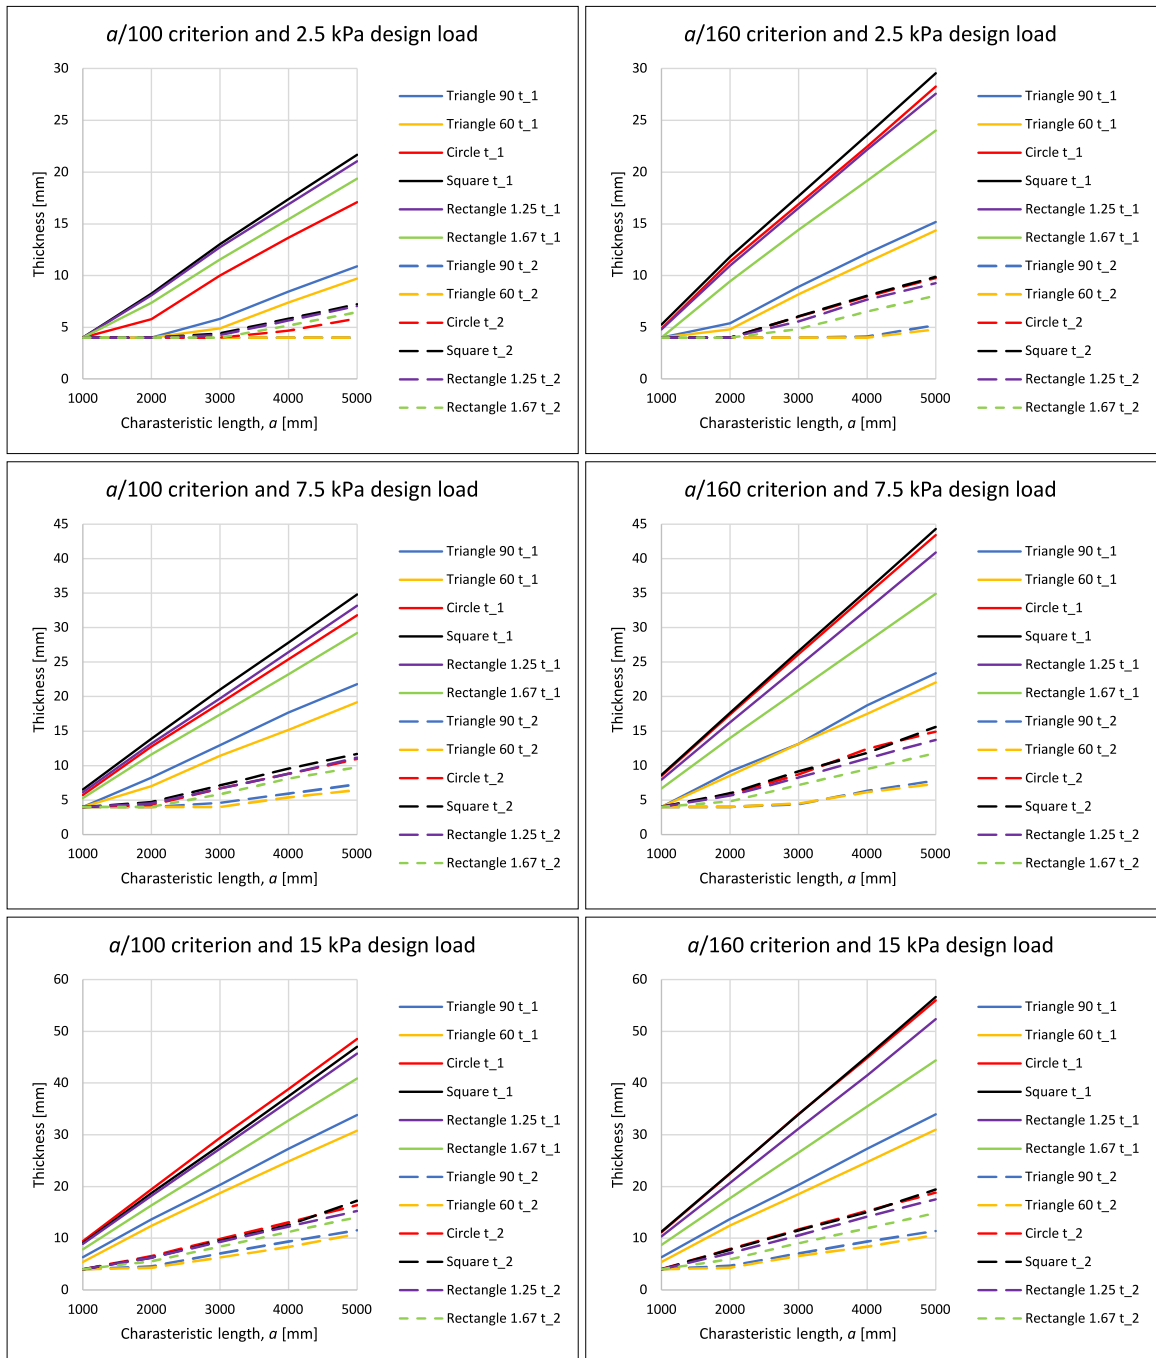 a/100 criterion and 2.5 kPa design load
30
25
20
15
10
5
0
Thickness [mm]
1000 2000 3000 4000 5000
Charasteristic length, a [mm]
Triangle 90 t_1
Triangle 60 t_1
Circle t_1
Square t_1
Rectangle 1.25 t_1
Rectangle 1.67 t_1
Triangle 90 t_2
Triangle 60 t_2
Circle t_2
Square t_2
Rectangle 1.25 t_2
Rectangle 1.67 t_2
a/160 criterion and 2.5 kPa design load
30
25
20
15
10
5
0
Thickness [mm]
1000 2000 3000 4000 5000
Charasteristic length, a [mm]
Triangle 90 t_1
Triangle 60 t_1
Circle t_1
Square t_1
Rectangle 1.25 t_1
Rectangle 1.67 t_1
Triangle 90 t_2
Triangle 60 t_2
Circle t_2
Square t_2
Rectangle 1.25 t_2
Rectangle 1.67 t_2
a/100 criterion and 7.5 kPa design load
45
40
35
30
25
20
15
10
5
0
Thickness [mm]
1000 2000 3000 4000 5000
Charasteristic length, a [mm]
Triangle 90 t_1
Triangle 60 t_1
Circle t_1
Square t_1
Rectangle 1.25 t_1
Rectangle 1.67 t_1
Triangle 90 t_2
Triangle 60 t_2
Circle t_2
Square t_2
Rectangle 1.25 t_2
Rectangle 1.67 t_2
a/160 criterion and 7.5 kPa design load
45
40
35
30
25
20
15
10
5
0
Thickness [mm]
1000 2000 3000 4000 5000
Charasteristic length, a [mm]
Triangle 90 t_1
Triangle 60 t_1
Circle t_1
Square t_1
Rectangle 1.25 t_1
Rectangle 1.67 t_1
Triangle 90 t_2
Triangle 60 t_2
Circle t_2
Square t_2
Rectangle 1.25 t_2
Rectangle 1.67 t_2
a/100 criterion and 15 kPa design load
60
50
40
30
20
10
0
Thickness [mm]
1000 2000 3000 4000 5000
Charasteristic length, a [mm]
Triangle 90 t_1
Triangle 60 t_1
Circle t_1
Square t_1
Rectangle 1.25 t_1
Rectangle 1.67 t_1
Triangle 90 t_2
Triangle 60 t_2
Circle t_2
Square t_2
Rectangle 1.25 t_2
Rectangle 1.67 t_2
a/160 criterion and 15 kPa design load
60
50
40
30
20
10
0
Thickness [mm]
1000 2000 3000 4000 5000
Charasteristic length, a [mm]
Triangle 90 t_1
Triangle 60 t_1
Circle t_1
Square t_1
Rectangle 1.25 t_1
Rectangle 1.67 t_1
Triangle 90 t_2
Triangle 60 t_2
Circle t_2
Square t_2
Rectangle 1.25 t_2
Rectangle 1.67 t_2